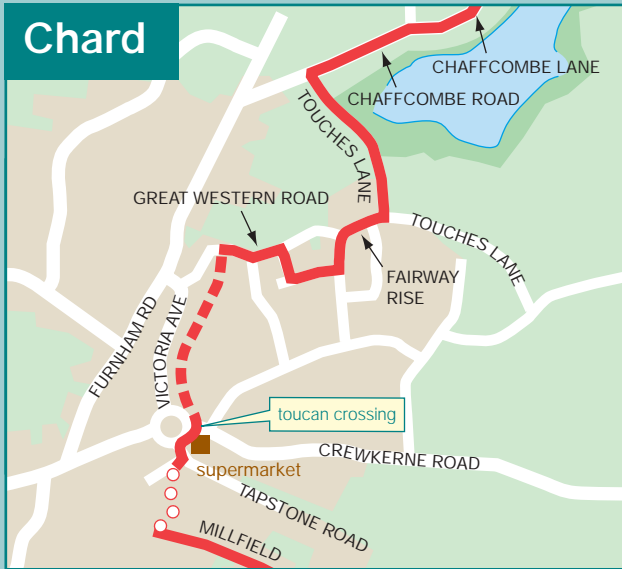 Chard
CHAFFCOMBE LANE
CHAFFCOMBE ROAD
TOUCHES LANE
GREAT WESTERN ROAD
TOUCHES LANE
FAIRWAY
RISE
FURNHAM RD
VICTORIA AVE
toucan crossing
CREWKERNE ROAD
supermarket
TAPSTONE ROAD
MILLFIELD